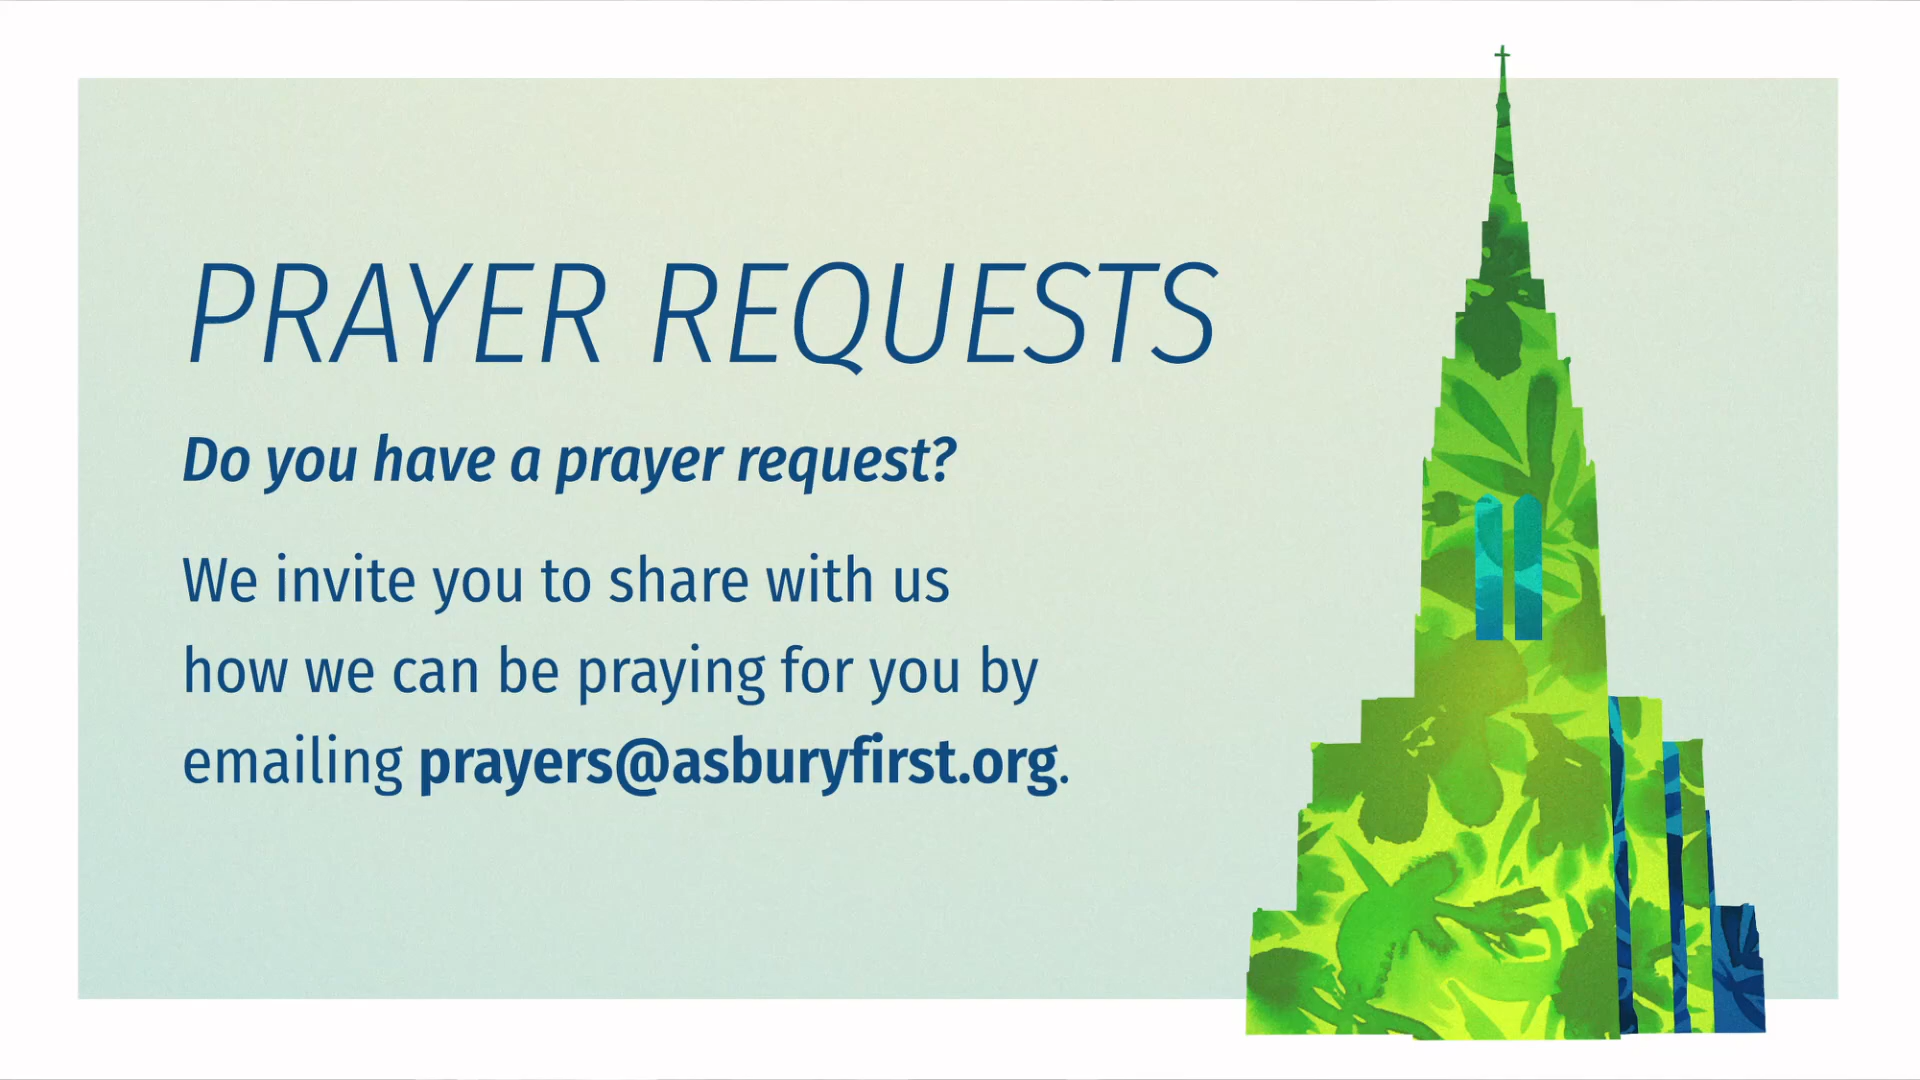 PRAYER REQUESTS
Do you have a prayer request?
We invite you to share with us
how we can be praying for you by
emailing prayers@asburyfirst.org.